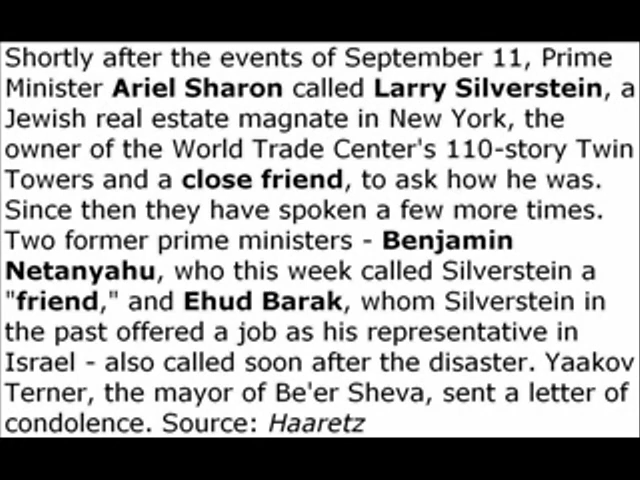 Shortly after the events of September 11, Prime
Minister Ariel Sharon called Larry Silverstein, a
Jewish real estate magnate in New York, the
owner of the World Trade Center's 110-story Twin
Towers and a close friend, to ask how he was.
Since then they have spoken a few more times.
Two former prime ministers - Benjamin
Netanyahu, who this week called Silverstein a
"friend," and Ehud Barak, whom Silverstein in
the past offered a job as his representative in
Israel - also called soon after the disaster. Yaakov
Terner, the mayor of Be'er Sheva, sent a letter of
condolence. Source: Haaretz